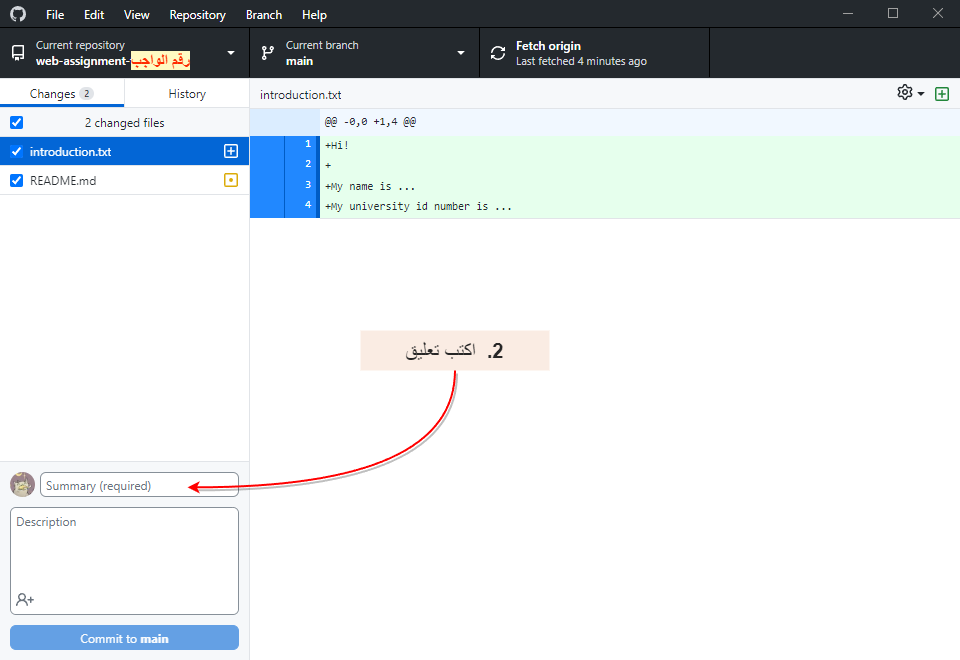 File Edit View Repository Branch Help
Current repository
web-assignment-رقم الواجب
Current branch
main
Fetch origin
Last fetched 4 minutes ago
Changes 2
History
2 changed files
introduction.txt
README.md
introduction.txt
@@ -0,0 +1,4 @@
1 +Hi!
2 +
3 +My name is ...
4 +My university id number is ...
2. اكتب تعليق
Summary (required)
Description
Commit to main